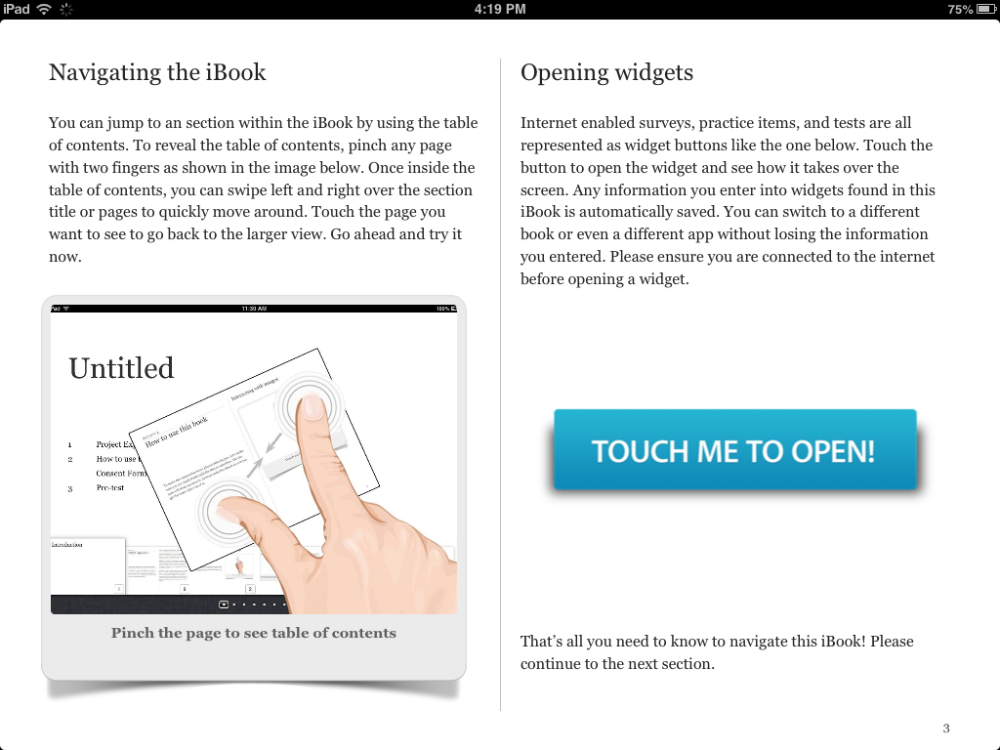 iPad
4:19 PM
75%
Navigating the iBook
You can jump to an section within the iBook by using the table
of contents. To reveal the table of contents, pinch any page
with two fingers as shown in the image below. Once inside the
table of contents, you can swipe left and right over the section
title or pages to quickly move around. Touch the page you
want to see to go back to the larger view. Go ahead and try it
now.
iPad
11:30 AM
100%
Untitled
1 Project Ex
2 How to use
Consent Form
3 Pre-test
How to use this book
Interacting with images
Introduction
Pinch the page to see table of contents
Opening widgets
Internet enabled surveys, practice items, and tests are all
represented as widget buttons like the one below. Touch the
button to open the widget and see how it takes over the
screen. Any information you enter into widgets found in this
iBook is automatically saved. You can switch to a different
book or even a different app without losing the information
you entered. Please ensure you are connected to the internet
before opening a widget.
TOUCH ME TO OPEN!
That's all you need to know to navigate this iBook! Please
continue to the next section.
3